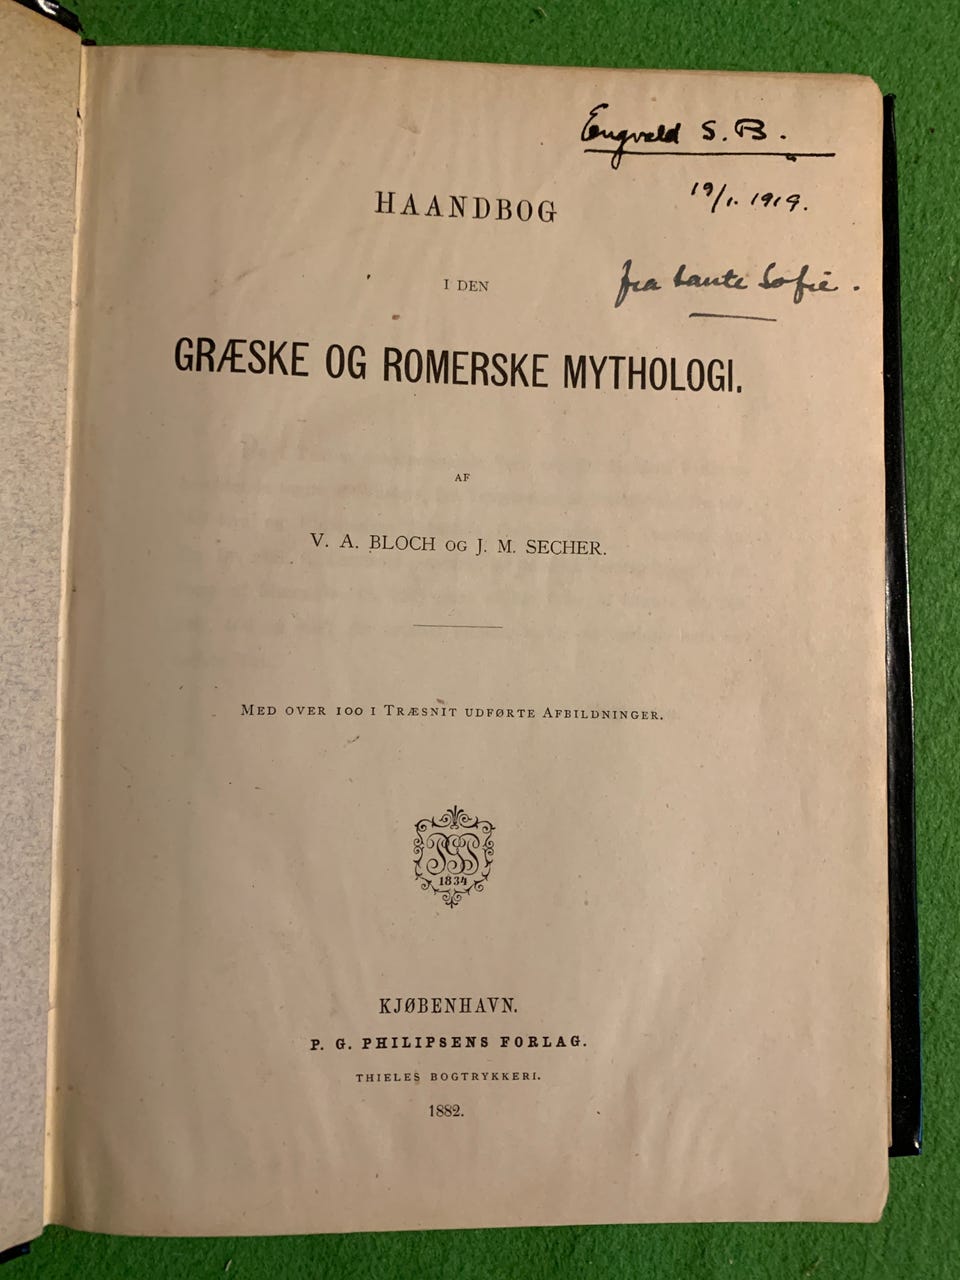 Engvald S. B.
19/1. 1919.
fra tante Sofie.
HAANDBOG
I DEN
GRÆSKE OG ROMERSKE MYTHOLOGI.
AF
V. A. BLOCH OG J. M. SECHER.
MED OVER 100 I TRÆSNIT UDFØRTE AFBILDNINGER.
1834
KJØBENHAVN.
P. G. PHILIPSENS FORLAG.
THIELES BOGTRYKKERI.
1882.